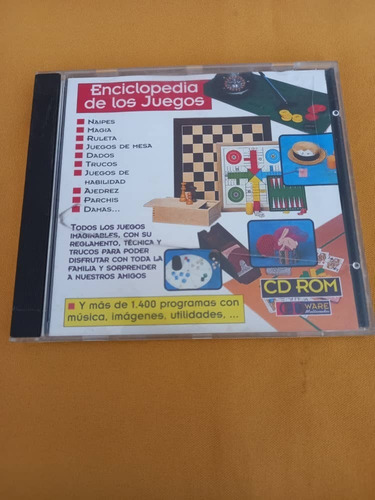 Enciclopedia
de los Juegos
NAIPES
MAGIA
RULETA
JUEGOS DE MESA
DADOS
TRUCOS
JUEGOS DE
HABILIDAD
AJEDREZ
PARCHIS
DAMAS...
TODOS LOS JUEGOS
IMAGINABLES, CON SU
REGLAMENTO, TÉCNICA Y
TRUCOS PARA PODER
DISFRUTAR CON TODA LA
FAMILIA Y SORPRENDER
A NUESTROS AMIGOS
Y más de 1.400 programas con
música, imágenes, utilidades, ...
CD ROM
WARE